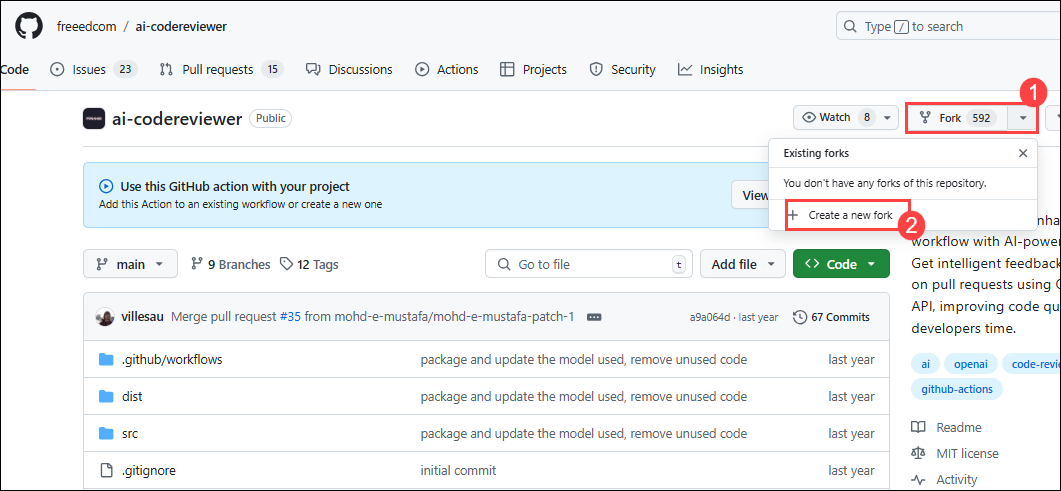 freeedcom / ai-codereviewer
Type / to search
Code Issues 23 Pull requests 15 Discussions Actions Projects Security Insights
1
ai-codereviewer Public
Watch 8 Fork 592
Existing forks
You don't have any forks of this repository.
Create a new fork
2
Use this GitHub action with your project
Add this Action to an existing workflow or create a new one
View
workflow with
Get intelligent feedback
on pull requests using
API, improving code
developers time.
main 9 Branches 12 Tags Go to file t Add file Code
villesau Merge pull request #35 from mohd-e-mustafa/mohd-e-mustafa-patch-1 a9a064d · last year 67 Commits
.github/workflows package and update the model used, remove unused code last year
dist package and update the model used, remove unused code last year
src package and update the model used, remove unused code last year
.gitignore initial commit last year
ai openai
github-actions
Readme
MIT license
Activity